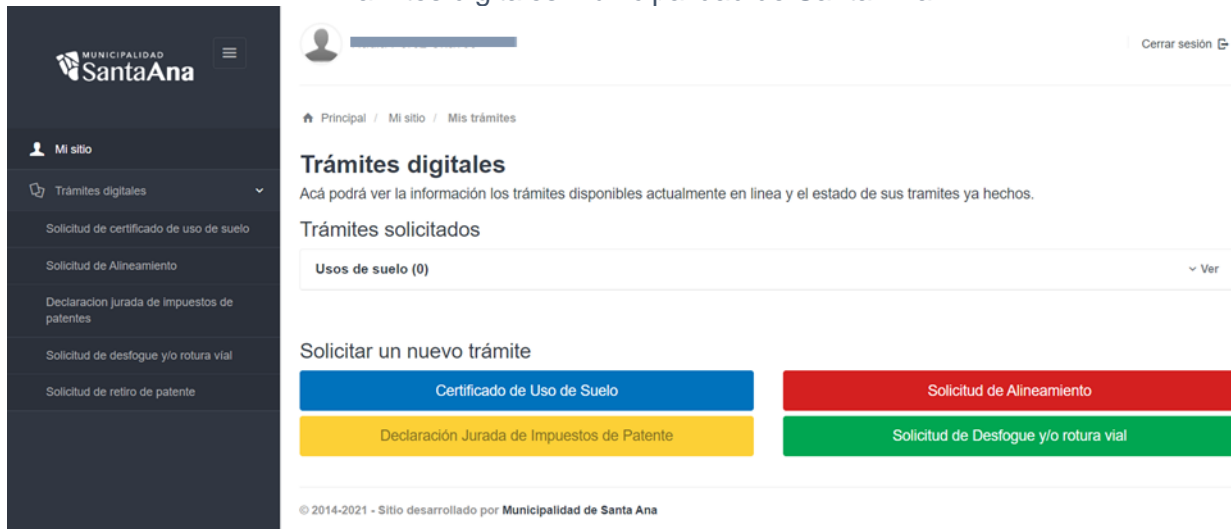 MUNICIPALIDAD
SantaAna
Cerrar sesión
Principal / Mi sitio / Mis trámites
Mi sitio
Trámites digitales
Solicitud de certificado de uso de suelo
Solicitud de Alineamiento
Declaracion jurada de impuestos de
patentes
Solicitud de desfogue y/o rotura vial
Solicitud de retiro de patente
Trámites digitales
Acá podrá ver la información los trámites disponibles actualmente en linea y el estado de sus tramites ya hechos.
Trámites solicitados
Usos de suelo (0)
Ver
Solicitar un nuevo trámite
Certificado de Uso de Suelo
Solicitud de Alineamiento
Declaración Jurada de Impuestos de Patente
Solicitud de Desfogue y/o rotura vial
© 2014-2021 - Sitio desarrollado por Municipalidad de Santa Ana